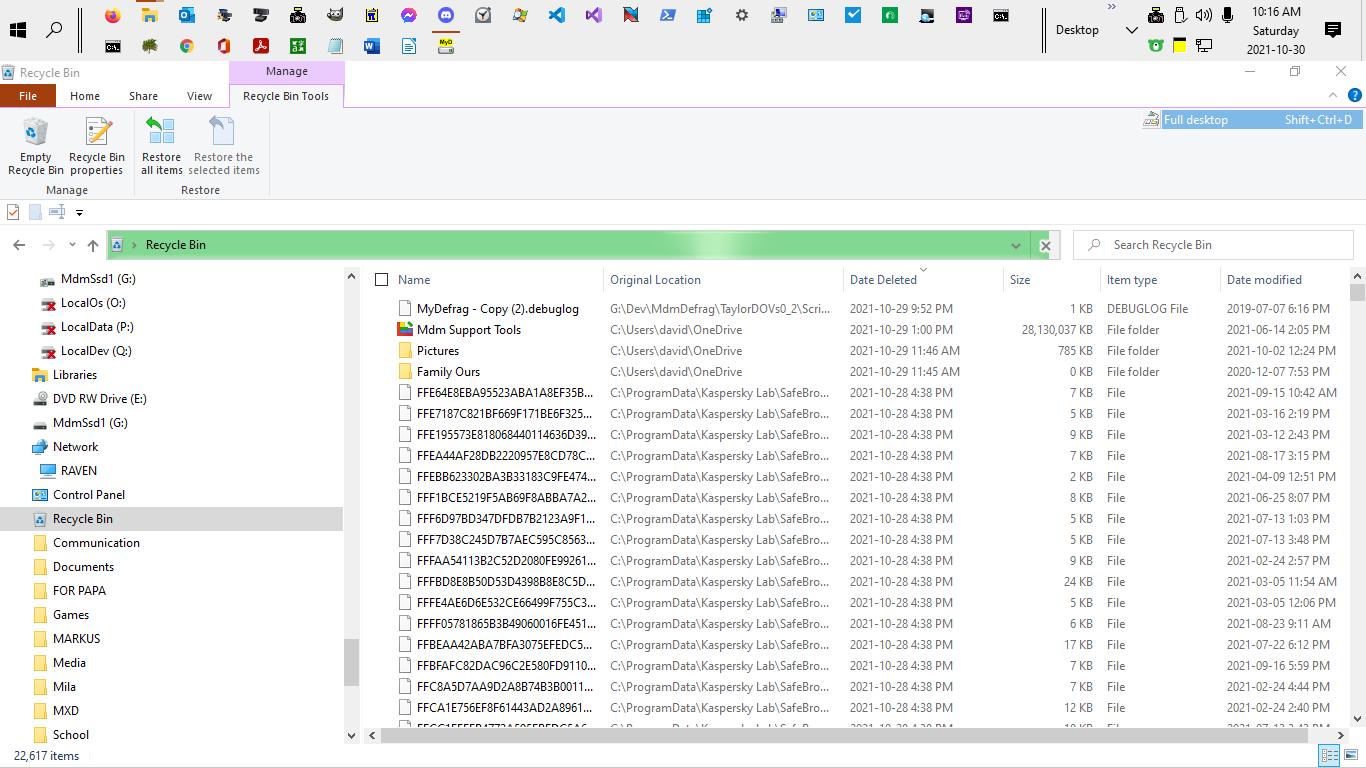 10:16 AM
Desktop
Saturday
2021-10-30
MyD
Recycle Bin
Manage
File Home Share View Recycle Bin Tools
Full desktop Shift+Ctrl+D
Empty Recycle Bin
Recycle Bin properties
Restore all items
Restore the selected items
Manage
Restore
Recycle Bin
Search Recycle Bin
MdmSsd1 (G:)
LocalOs (O:)
LocalData (P:)
LocalDev (Q:)
Libraries
DVD RW Drive (E:)
MdmSsd1 (G:)
Network
RAVEN
Control Panel
Recycle Bin
Communication
Documents
FOR PAPA
Games
MARKUS
Media
Mila
MXD
School
Name Original Location Date Deleted Size Item type Date modified
MyDefrag - Copy (2).debuglog G:\Dev\MdmDefrag\TaylorDOVs0_2\Scri... 2021-10-29 9:52 PM 1 KB DEBUGLOG File 2019-07-07 6:16 PM
Mdm Support Tools C:\Users\david\OneDrive 2021-10-29 1:00 PM 28,130,037 KB File folder 2021-06-14 2:05 PM
Pictures C:\Users\david\OneDrive 2021-10-29 11:46 AM 785 KB File folder 2021-10-02 12:24 PM
Family Ours C:\Users\david\OneDrive 2021-10-29 11:45 AM 0 KB File folder 2020-12-07 7:53 PM
FFE64E8EBA95523ABA1A8EF35B... C:\ProgramData\Kaspersky Lab\SafeBro... 2021-10-28 4:38 PM 7 KB File 2021-09-15 10:42 AM
FFE7187C821BF669F171BE6F325... C:\ProgramData\Kaspersky Lab\SafeBro... 2021-10-28 4:38 PM 5 KB File 2021-03-16 2:19 PM
FFE195573E818068440114636D39... C:\ProgramData\Kaspersky Lab\SafeBro... 2021-10-28 4:38 PM 9 KB File 2021-03-12 2:43 PM
FFEA44AF28DB2220957E8CD78C... C:\ProgramData\Kaspersky Lab\SafeBro... 2021-10-28 4:38 PM 7 KB File 2021-08-17 3:15 PM
FFEBB623302BA3B33183C9FE474... C:\ProgramData\Kaspersky Lab\SafeBro... 2021-10-28 4:38 PM 2 KB File 2021-04-09 12:51 PM
FFF1BCE5219F5AB69F8ABBA7A2... C:\ProgramData\Kaspersky Lab\SafeBro... 2021-10-28 4:38 PM 8 KB File 2021-06-25 8:07 PM
FFF6D97BD347DFDB7B2123A9F1... C:\ProgramData\Kaspersky Lab\SafeBro... 2021-10-28 4:38 PM 5 KB File 2021-07-13 1:03 PM
FFF7D38C245D7B7AEC595C8563... C:\ProgramData\Kaspersky Lab\SafeBro... 2021-10-28 4:38 PM 5 KB File 2021-07-13 3:48 PM
FFFAA54113B2C52D2080FE99261... C:\ProgramData\Kaspersky Lab\SafeBro... 2021-10-28 4:38 PM 9 KB File 2021-02-24 2:57 PM
FFFBD8E8B50D53D4398B8E8C5D... C:\ProgramData\Kaspersky Lab\SafeBro... 2021-10-28 4:38 PM 24 KB File 2021-03-05 11:54 AM
FFFE4AE6D6E532CE66499F755C3... C:\ProgramData\Kaspersky Lab\SafeBro... 2021-10-28 4:38 PM 5 KB File 2021-03-05 12:06 PM
FFFF05781865B3B49060016FE451... C:\ProgramData\Kaspersky Lab\SafeBro... 2021-10-28 4:38 PM 6 KB File 2021-08-23 9:11 AM
FFBEAA42ABA7BFA3075EFEDC5... C:\ProgramData\Kaspersky Lab\SafeBro... 2021-10-28 4:38 PM 17 KB File 2021-07-22 6:12 PM
FFBFAFC82DAC96C2E580FD9110... C:\ProgramData\Kaspersky Lab\SafeBro... 2021-10-28 4:38 PM 7 KB File 2021-09-16 5:59 PM
FFC8A5D7AA9D2A8B74B3B0011... C:\ProgramData\Kaspersky Lab\SafeBro... 2021-10-28 4:38 PM 7 KB File 2021-02-24 4:44 PM
FFCA1E756EF8F61443AD2A8961... C:\ProgramData\Kaspersky Lab\SafeBro... 2021-10-28 4:38 PM 12 KB File 2021-02-24 2:40 PM
22,617 items